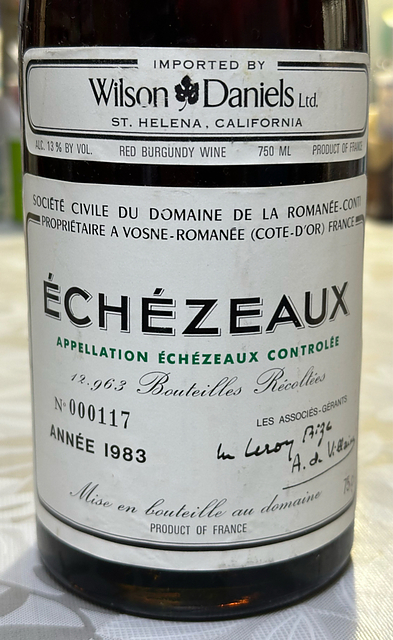 IMPORTED BY
Wilson Daniels Ltd.
ST. HELENA, CALIFORNIA
ALC. 13 % BY VOL. RED BURGUNDY WINE 750 ML PRODUCT OF FRANCE
SOCIÉTÉ CIVILE DU DOMAINE DE LA ROMANÉE-CONTI
PROPRIÉTAIRE A VOSNE-ROMANÉE (COTE-D'OR) FRANCE
ÉCHÉZEAUX
APPELLATION ÉCHÉZEAUX CONTROLÉE
12.963 Bouteilles Récoltées
N° 000117
LES ASSOCIÉS-GÉRANTS
ANNÉE 1983
Leroy Bize
A. de Villaine
Mise en bouteille au domaine
PRODUCT OF FRANCE